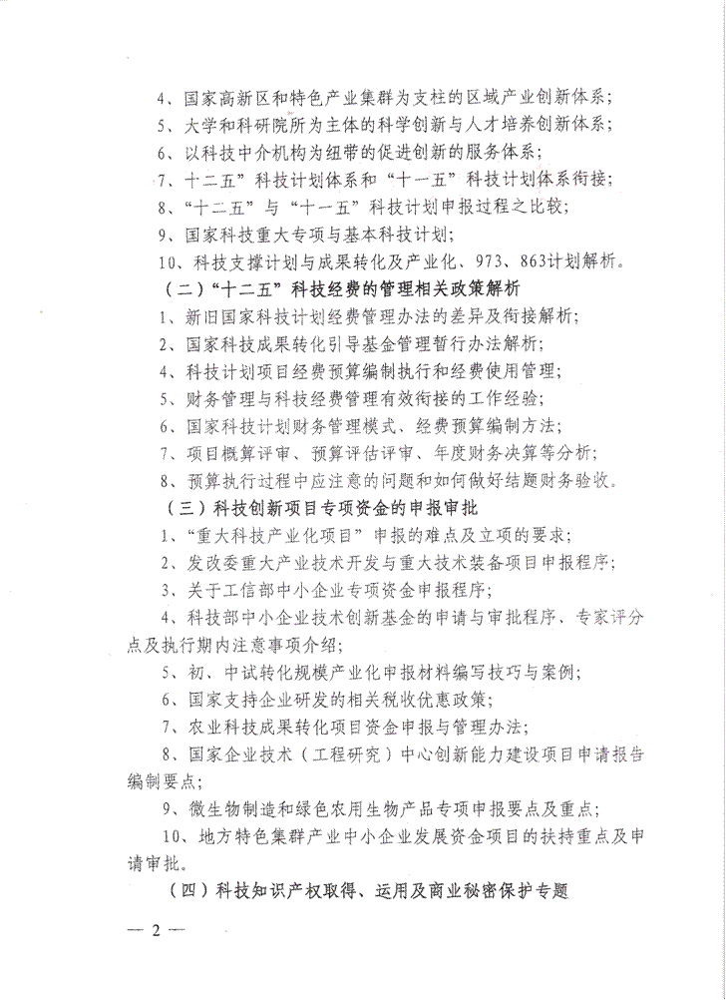 4、国家高新区和特色产业集群为支柱的区域产业创新体系；
5、大学和科研院所为主体的科学创新与人才培养创新体系；
6、以科技中介机构为纽带的促进创新的服务体系；
7、十二五”科技计划体系和“十一五”科技计划体系衔接；
8、“十二五”与“十一五”科技计划申报过程之比较；
9、国家科技重大专项与基本科技计划；
10、科技支撑计划与成果转化及产业化、973、863计划解析。
（二）“十二五”科技经费的管理相关政策解析
1、新旧国家科技计划经费管理办法的差异及衔接解析；
2、国家科技成果转化引导基金管理暂行办法解析；
4、科技计划项目经费预算编制执行和经费使用管理；
5、财务管理与科技经费管理有效衔接的工作经验；
6、国家科技计划财务管理模式、经费预算编制方法；
7、项目概算评审、预算评估评审、年度财务决算等分析；
8、预算执行过程中应注意的问题和如何做好结题财务验收。
（三）科技创新项目专项资金的申报审批
1、“重大科技产业化项目”申报的难点及立项的要求；
2、发改委重大产业技术开发与重大技术装备项目申报程序；
3、关于工信部中小企业专项资金申报程序；
4、科技部中小企业技术创新基金的申请与审批程序、专家评分
点及执行期内注意事项介绍；
5、初、中试转化规模产业化申报材料编写技巧与案例；
6、国家支持企业研发的相关税收优惠政策；
7、农业科技成果转化项目资金申报与管理办法；
8、国家企业技术（工程研究）中心创新能力建设项目申请报告
编制要点；
9、微生物制造和绿色农用生物产品专项申报要点及重点；
10、地方特色集群产业中小企业发展资金项目的扶持重点及申
请审批。
（四）科技知识产权取得、运用及商业秘密保护专题
— 2 —